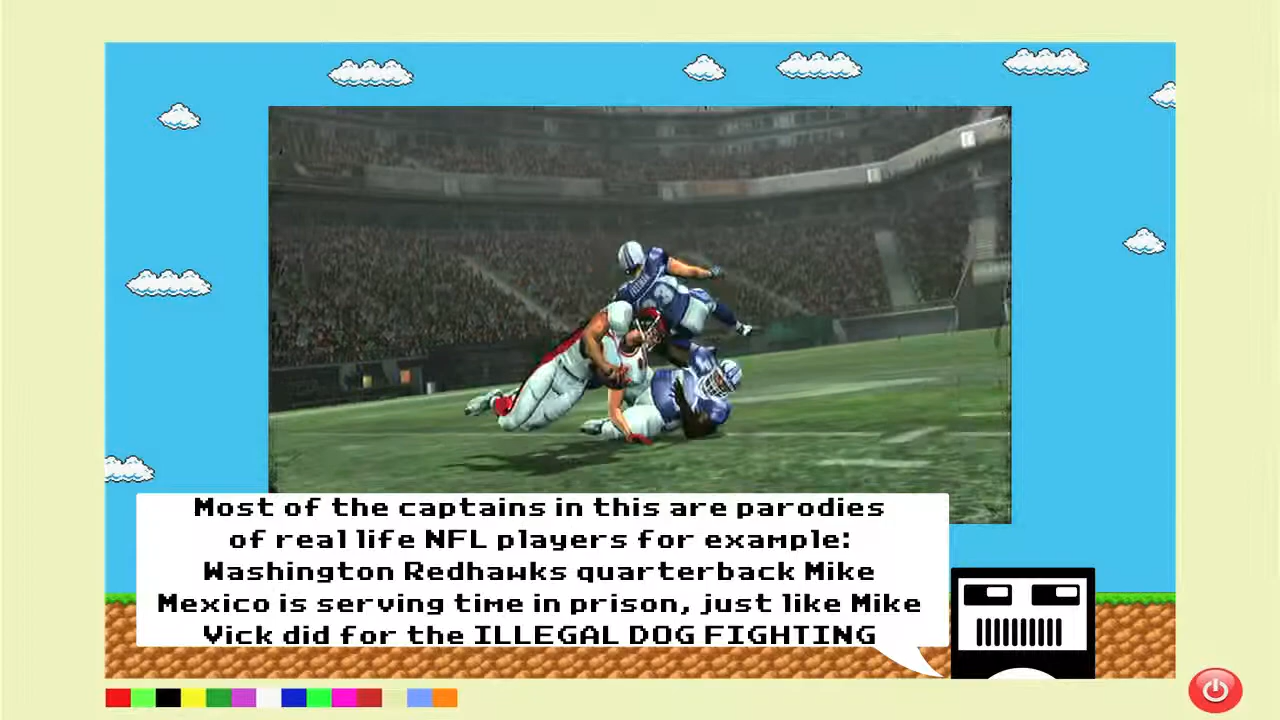 Most of the captains in this are parodies
of real life NFL players for example:
Washington Redhawks quarterback Mike
Mexico is serving time in prison, just like Mike
Vick did for the ILLEGAL DOG FIGHTING